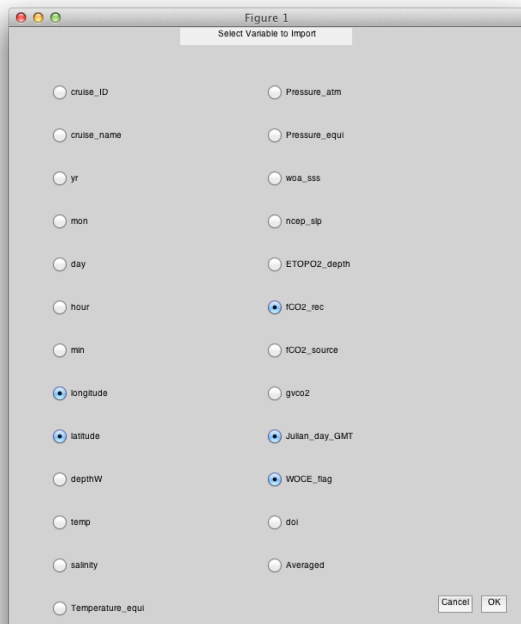 Figure 1
Select Variable to Import
cruise_ID
cruise_name
yr
mon
day
hour
min
longitude
latitude
depthW
temp
salinity
Temperature_equi
Pressure_atm
Pressure_equi
woa_sss
ncep_slp
ETOPO2_depth
fCO2_rec
fCO2_source
gvco2
Julian_day_GMT
WOCE_flag
doi
Averaged
Cancel
OK